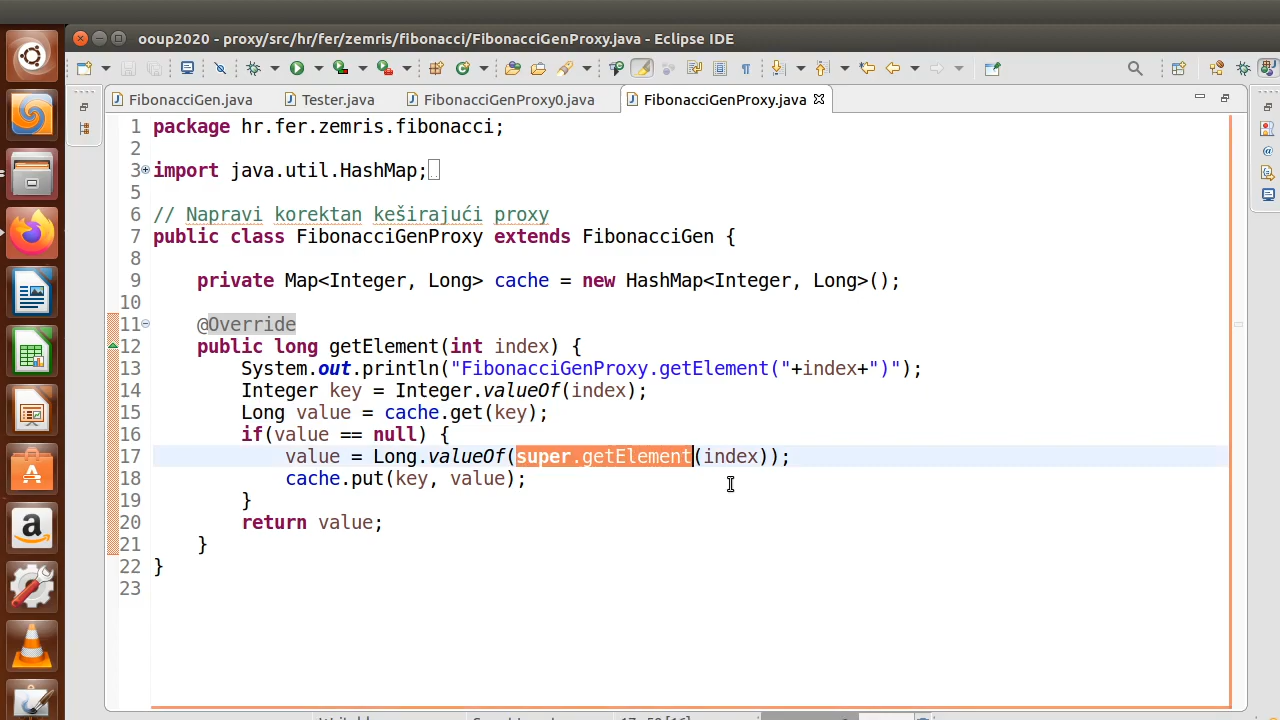 ooup2020 - proxy/src/hr/fer/zemris/fibonacci/FibonacciGenProxy.java - Eclipse IDE
FibonacciGen.java Tester.java FibonacciGenProxy0.java FibonacciGenProxy.java
1 package hr.fer.zemris.fibonacci;
2
3 import java.util.HashMap;
5
6 // Napravi korektan keširajući proxy
7 public class FibonacciGenProxy extends FibonacciGen {
8
9 private Map<Integer, Long> cache = new HashMap<Integer, Long>();
10
11 @Override
12 public long getElement(int index) {
13 System.out.println("FibonacciGenProxy.getElement("+index+")");
14 Integer key = Integer.valueOf(index);
15 Long value = cache.get(key);
16 if(value == null) {
17 value = Long.valueOf(super.getElement(index));
18 cache.put(key, value);
19 }
20 return value;
21 }
22 }
23